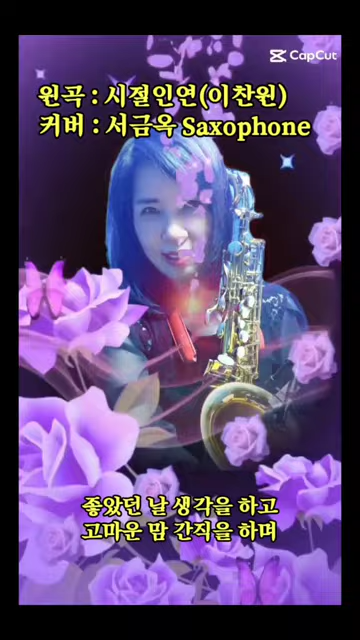 CapCut
원곡 : 시절인연(이찬원)
커버 : 서금옥 Saxophone
좋았던 날 생각을 하고
고마운 맘 간직을 하며